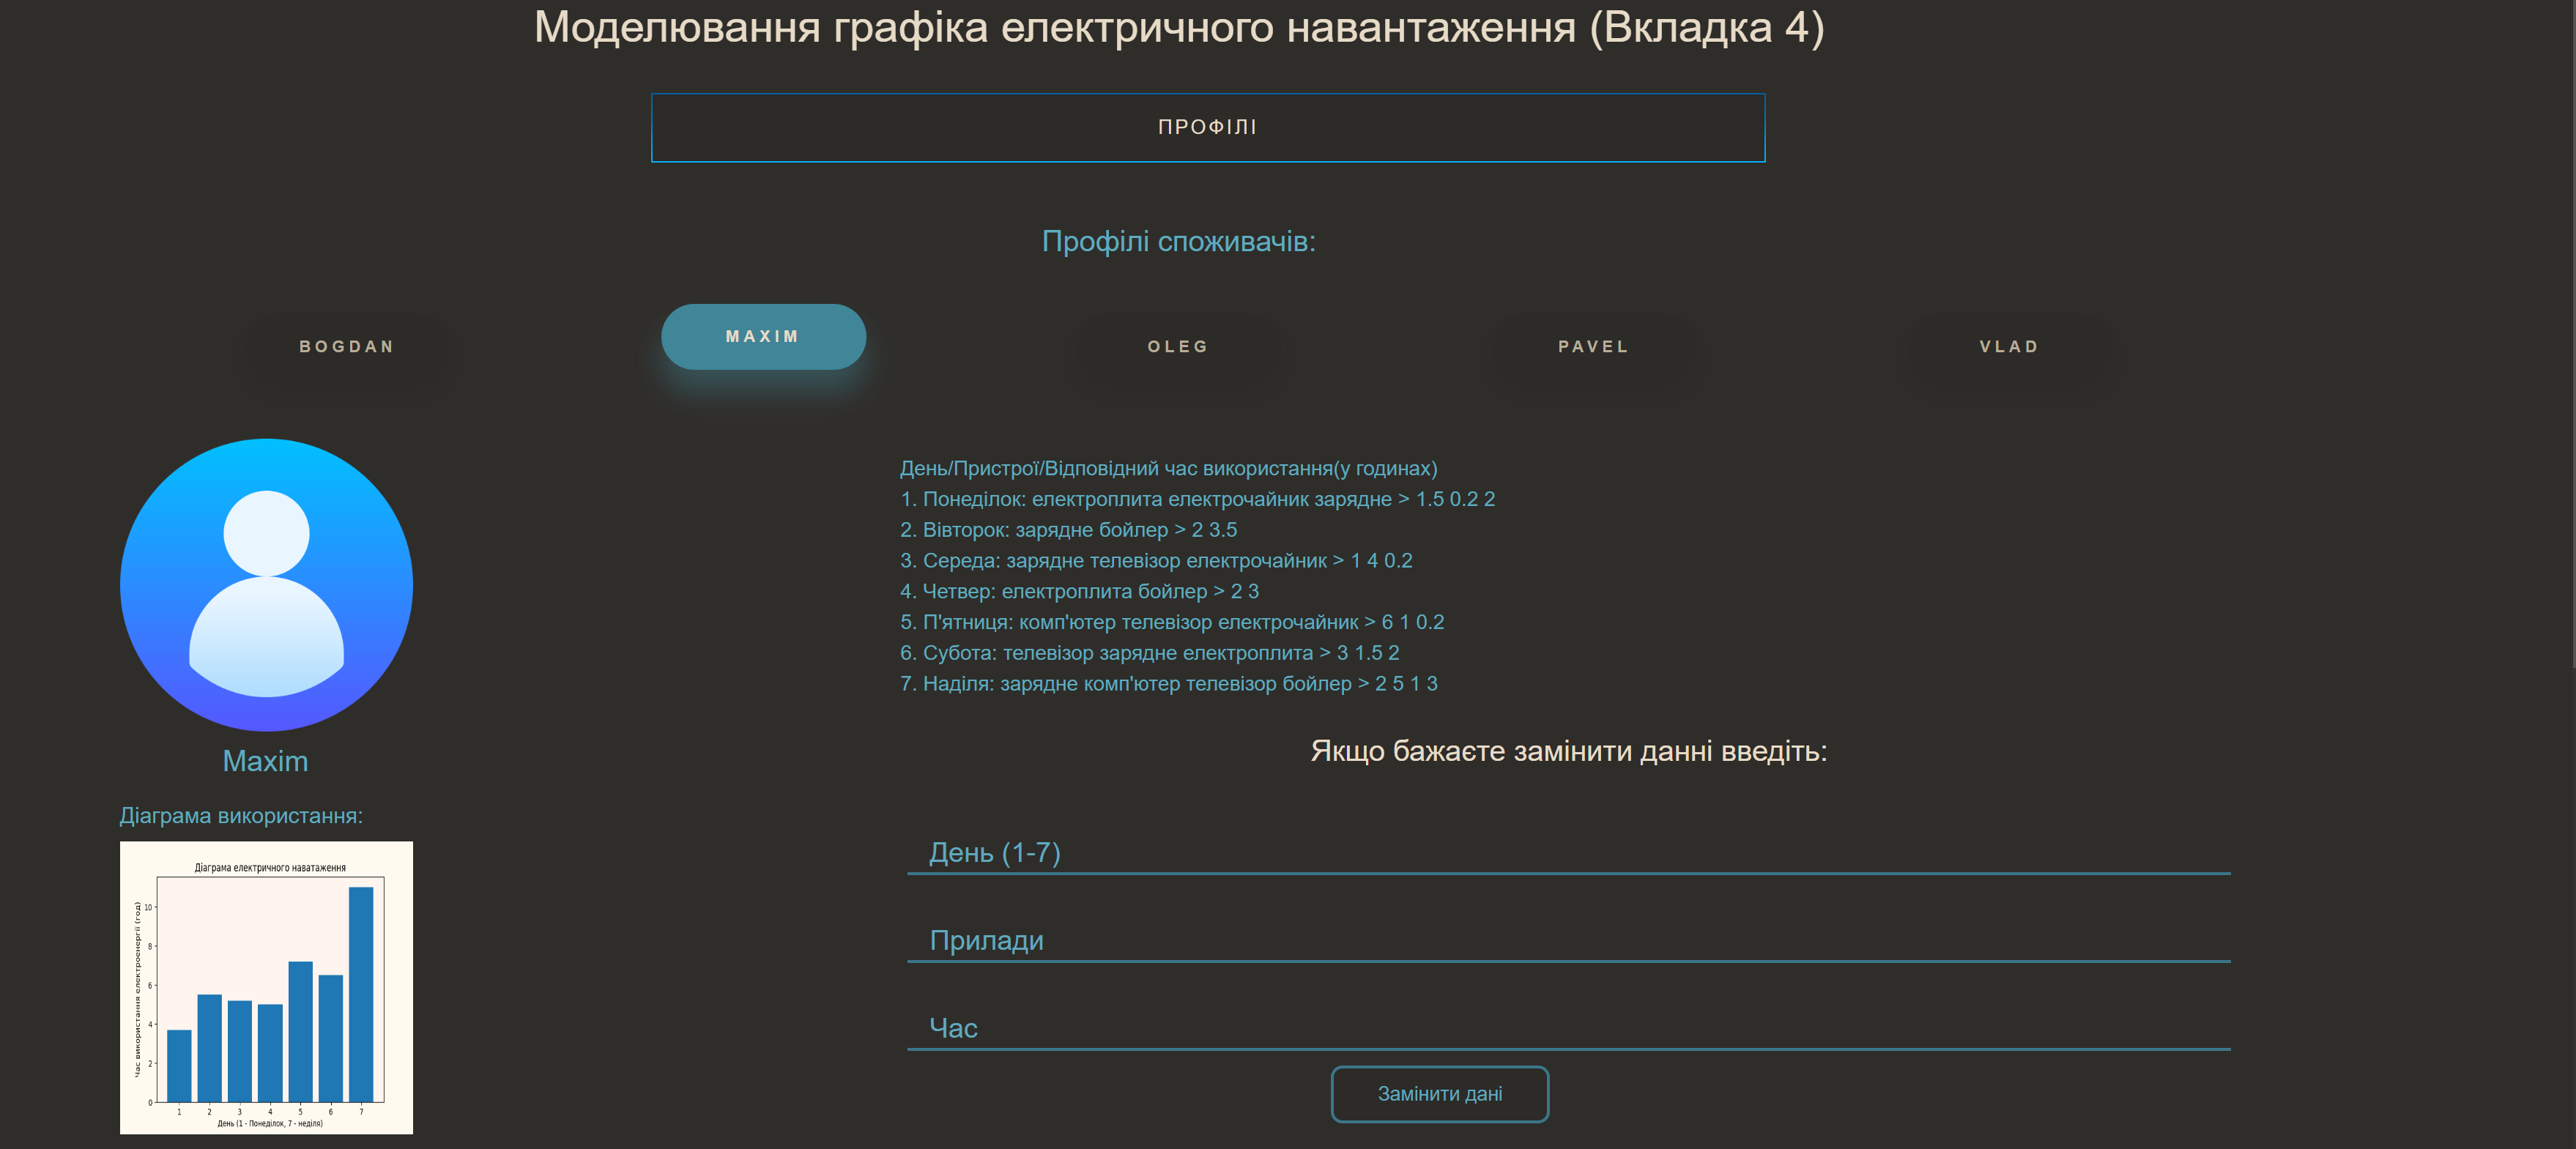 Моделювання графіка електричного навантаження (Вкладка 4)
ПРОФІЛІ
Профілі споживачів:
BOGDAN
MAXIM
OLEG
PAVEL
VLAD
День/Пристрої/Відповідний час використання(у годинах)
1. Понеділок: електроплита електрочайник зарядне > 1.5 0.2 2
2. Вівторок: зарядне бойлер > 2 3.5
3. Середа: зарядне телевізор електрочайник > 1 4 0.2
4. Четвер: електроплита бойлер > 2 3
5. П'ятниця: комп'ютер телевізор електрочайник > 6 1 0.2
6. Субота: телевізор зарядне електроплита > 3 1.5 2
7. Наділя: зарядне комп'ютер телевізор бойлер > 2 5 1 3
Maxim
Діаграма використання:
Діаграма електричного наватаження
Час використання електроенергії (год)
10
8
6
4
2
0
1 2 3 4 5 6 7
День (1 - Понеділок, 7 - неділя)
Якщо бажаєте замінити данні введіть:
День (1-7)
Прилади
Час
Замінити дані